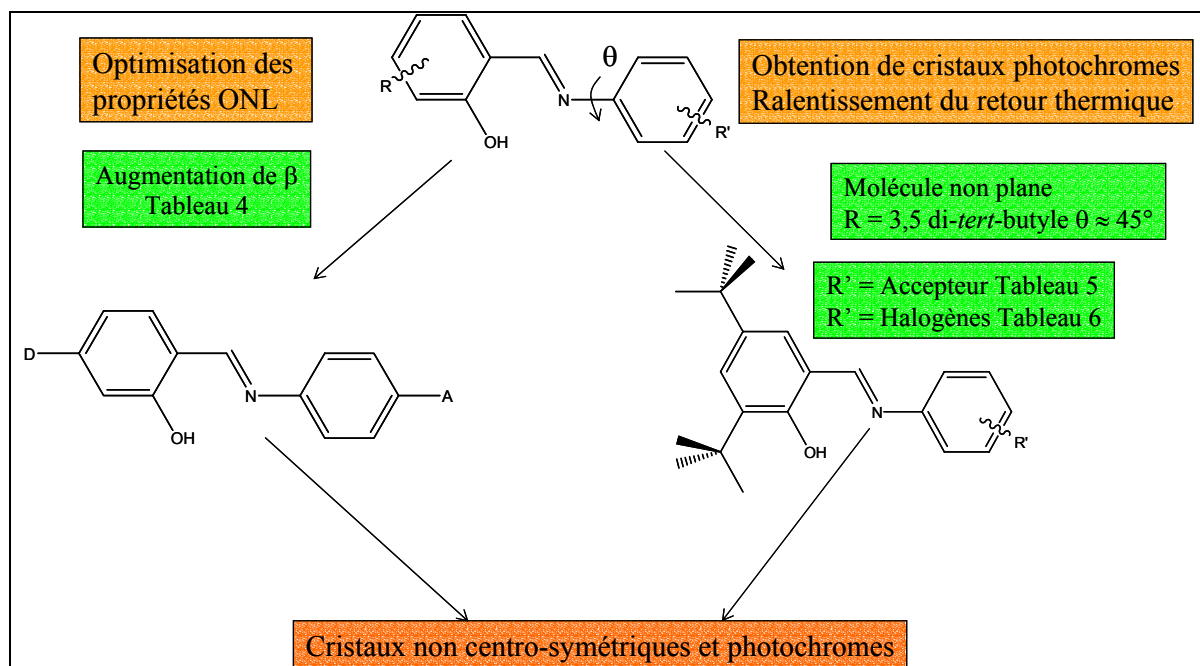 Optimisation des
propriétés ONL
R
OH
N
θ
R'
Obtention de cristaux photochromes
Ralentissement du retour thermique
Augmentation de β
Tableau 4
Molécule non plane
R = 3,5 di-tert-butyle θ ≈ 45°
R' = Accepteur Tableau 5
R' = Halogènes Tableau 6
D
OH
N
A
OH
N
R'
Cristaux non centro-symétriques et photochromes